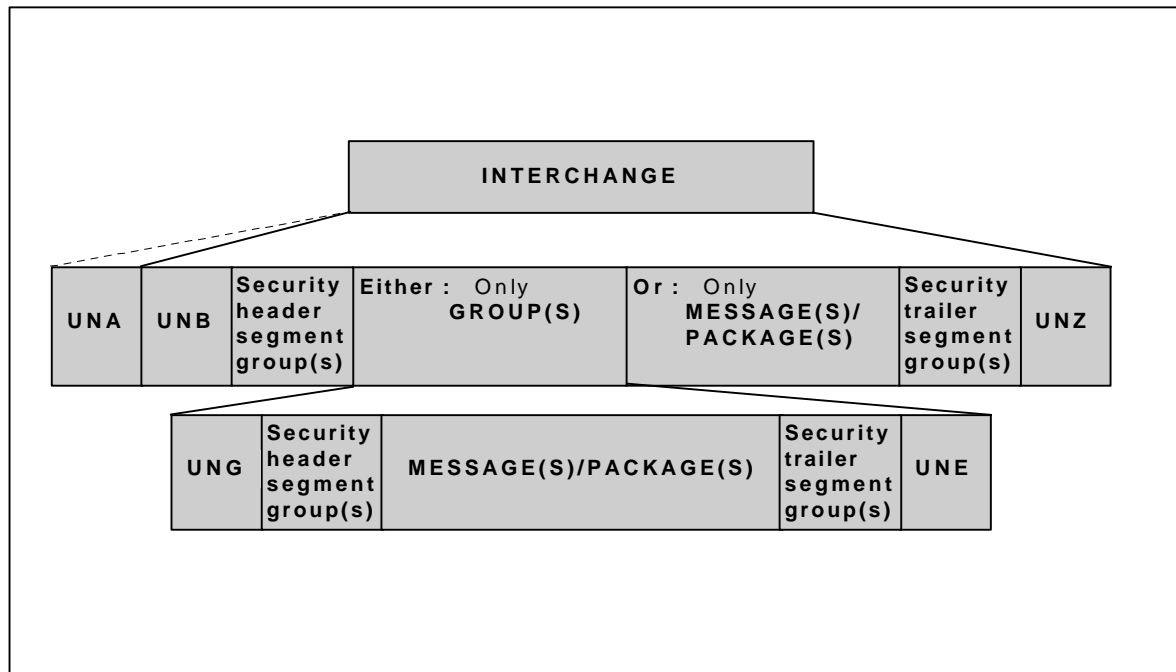 INTERCHANGE
UNA
UNB
Security
header
segment
group(s)
Either : Only
GROUP(S)
Or : Only
MESSAGE(S)/
PACKAGE(S)
Security
trailer
segment
group(s)
UNZ
UNG
Security
header
segment
group(s)
MESSAGE(S)/PACKAGE(S)
Security
trailer
segment
group(s)
UNE